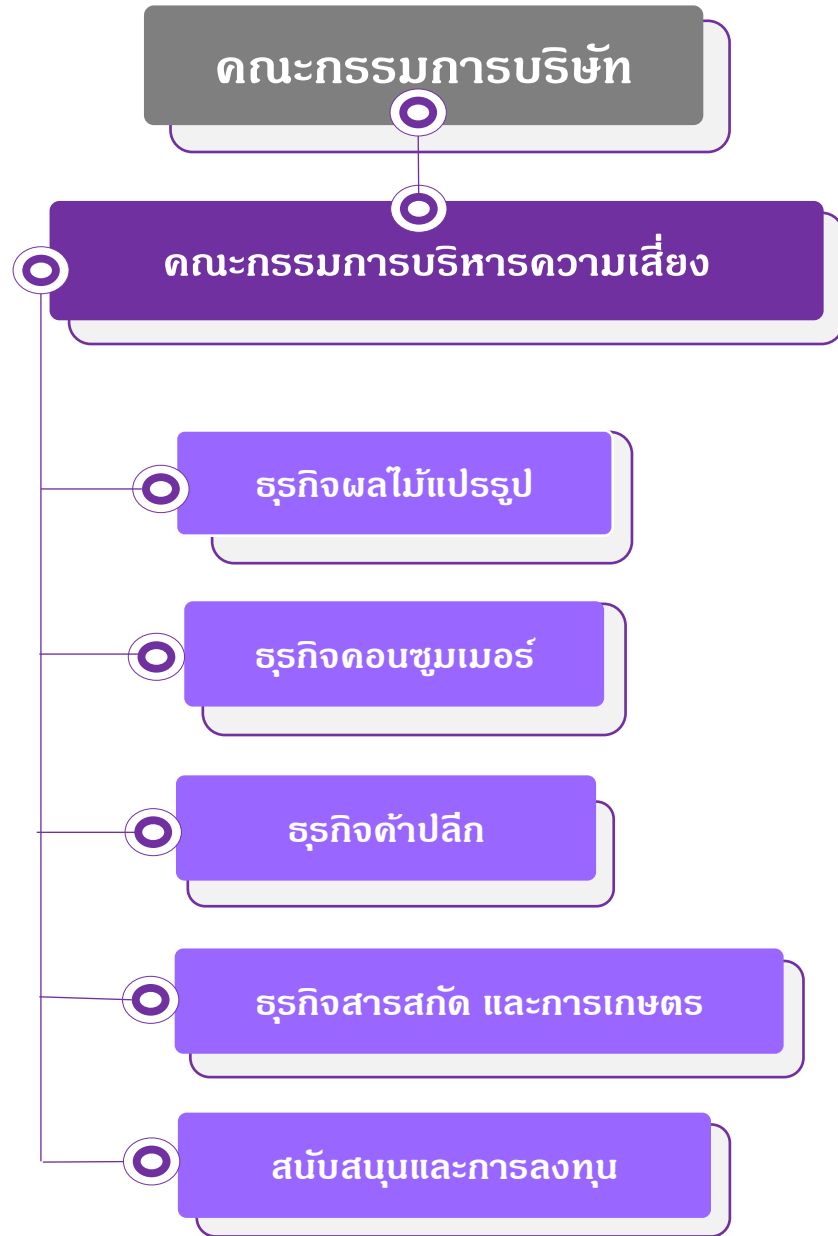 คณะกรรมการบริษัท
คณะกรรมการบริหารความเสี่ยง
ธุรกิจผลไม้แปรรูป
ธุรกิจคอนซูมเมอร์
ธุรกิจค้าปลีก
ธุรกิจสารสกัด และการเกษตร
สนับสนุนและการลงทุน